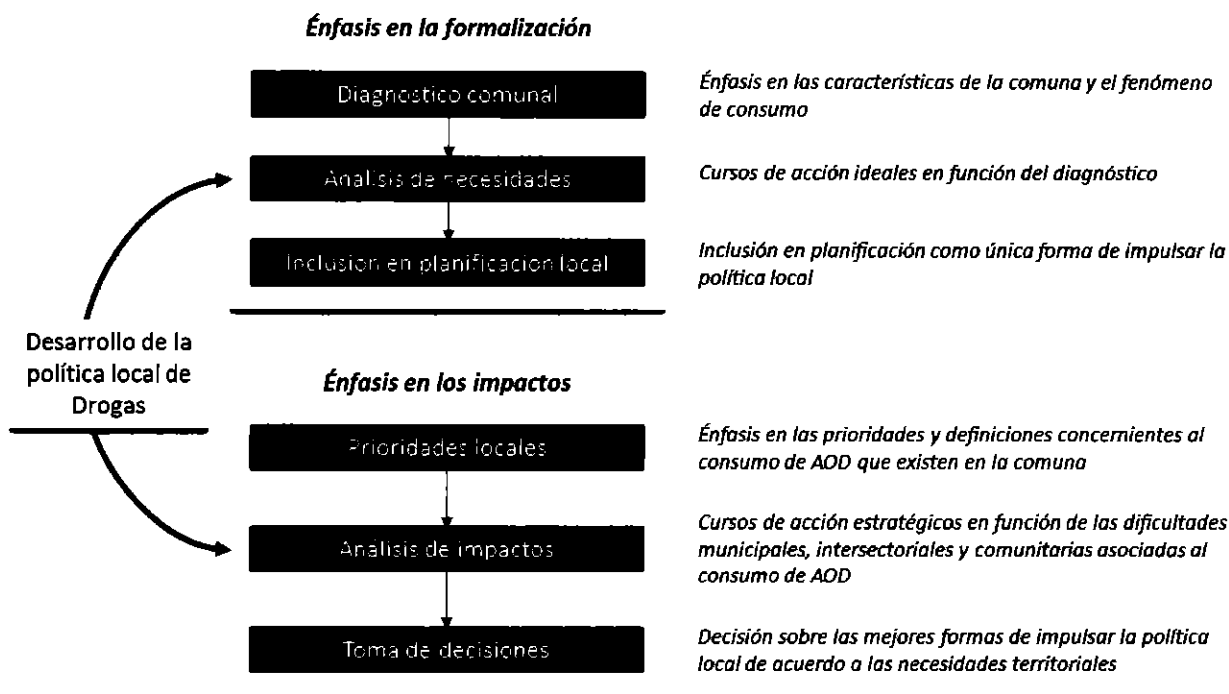 Énfasis en la formalización
Diagnostico comunal
Énfasis en las características de la comuna y el fenómeno
de consumo
Analisis de necesidades
Cursos de acción ideales en función del diagnóstico
Inclusion en planificacion local
Inclusión en planificación como única forma de impulsar la
política local
Desarrollo de la
política local de
Drogas
Énfasis en los impactos
Prioridades locales
Énfasis en las prioridades y definiciones concernientes al
consumo de AOD que existen en la comuna
Análisis de impactos
Cursos de acción estratégicos en función de las dificultades
municipales, intersectoriales y comunitarias asociadas al
consumo de AOD
Toma de decisiones
Decisión sobre las mejores formas de impulsar la política
local de acuerdo a las necesidades territoriales